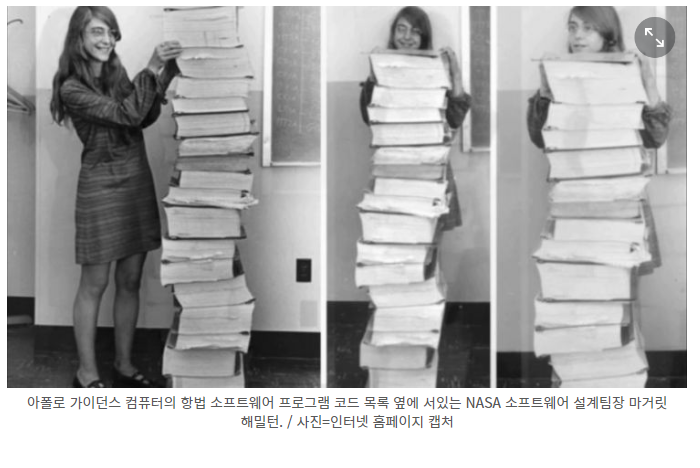 아폴로 가이던스 컴퓨터의 항법 소프트웨어 프로그램 코드 목록 옆에 서있는 NASA 소프트웨어 설계팀장 마거릿
해밀턴. / 사진=인터넷 홈페이지 캡처